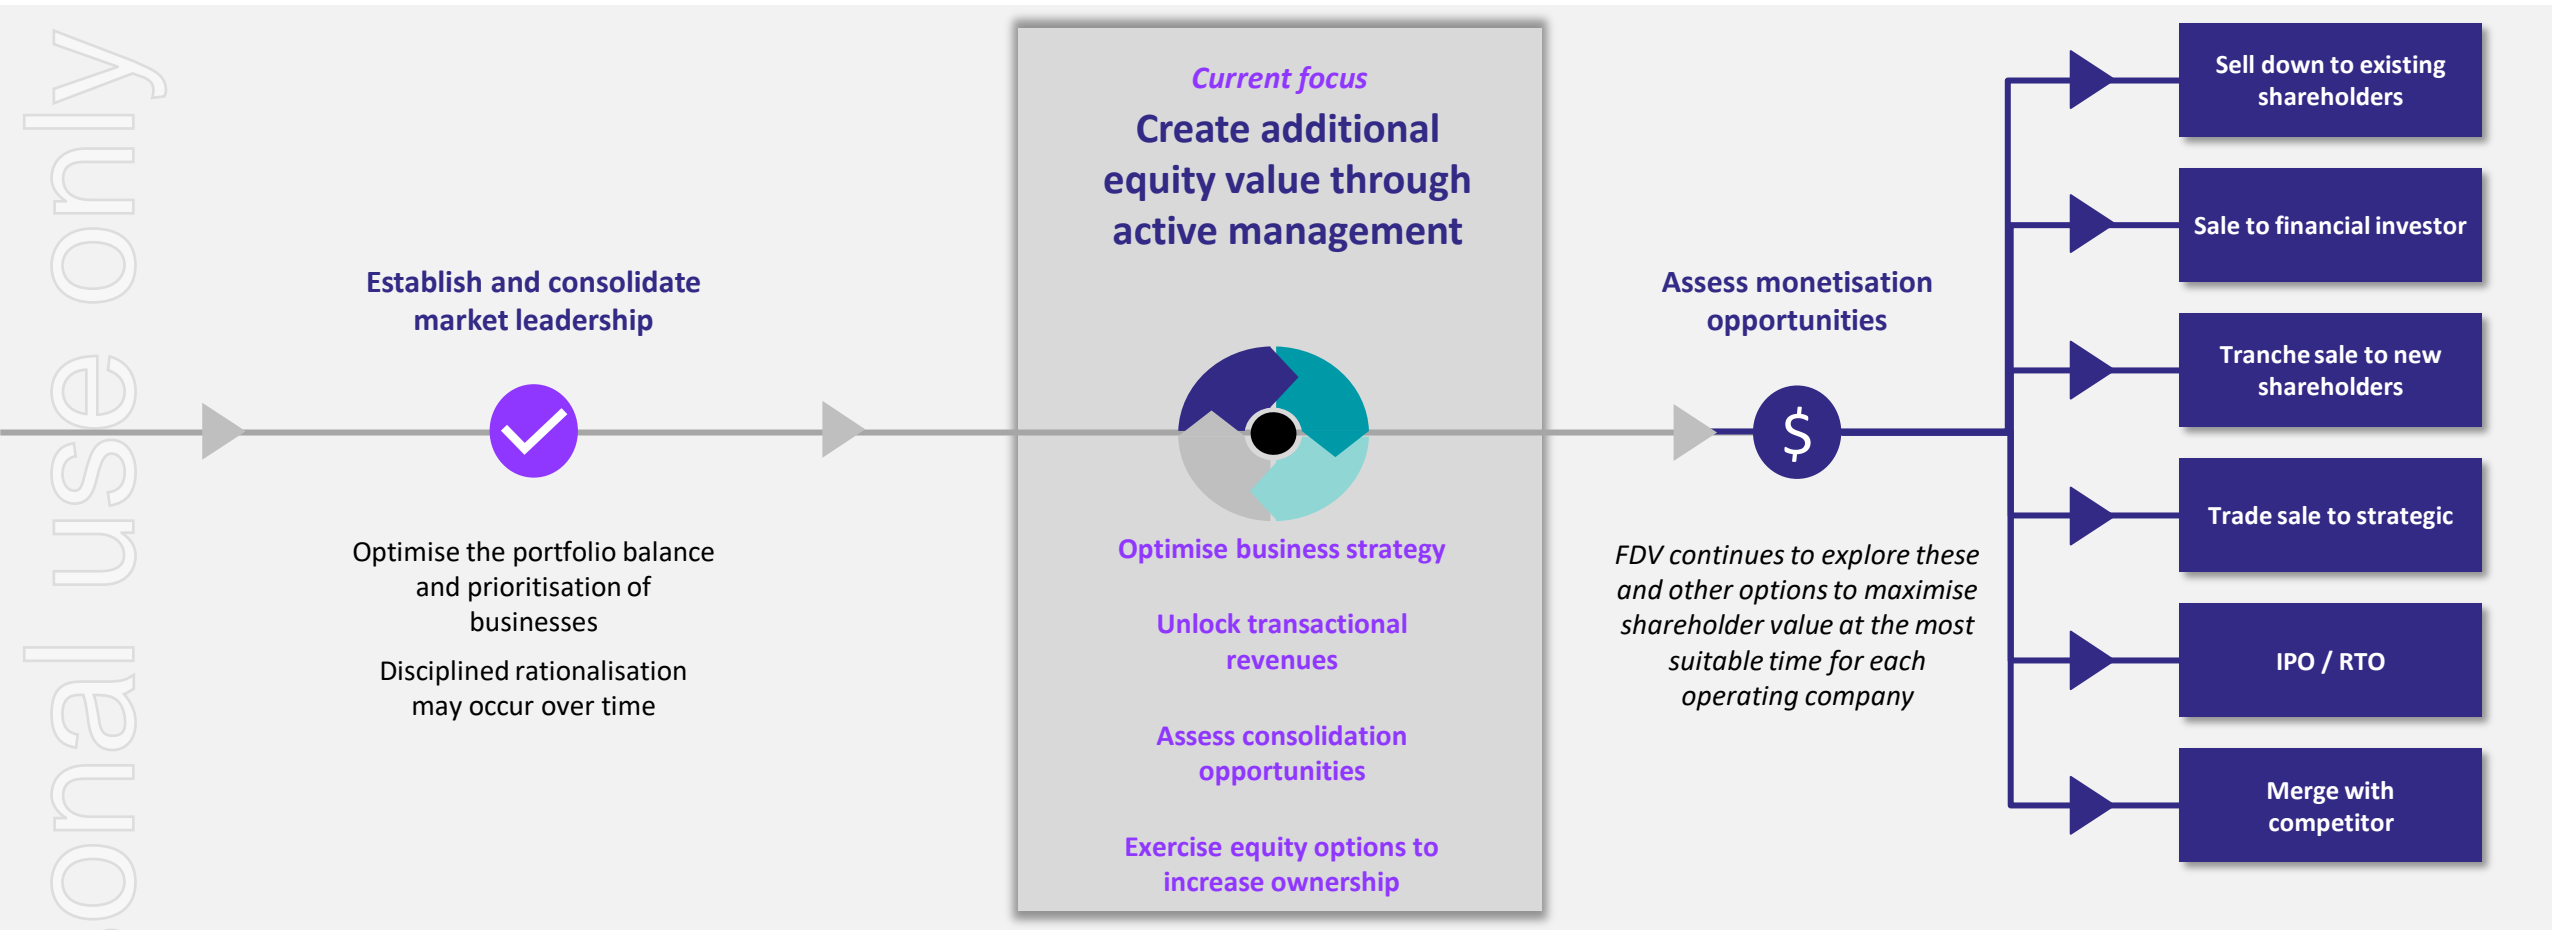 onal use only
Establish and consolidate
market leadership
Optimise the portfolio balance
and prioritisation of
businesses
Disciplined rationalisation
may occur over time
Current focus
Create additional
equity value through
active management
Optimise business strategy
Unlock transactional
revenues
Assess consolidation
opportunities
Exercise equity options to
increase ownership
Assess monetisation
opportunities
$
FDV continues to explore these
and other options to maximise
shareholder value at the most
suitable time for each
operating company
Sell down to existing
shareholders
Sale to financial investor
Tranche sale to new
shareholders
Trade sale to strategic
IPO / RTO
Merge with
competitor